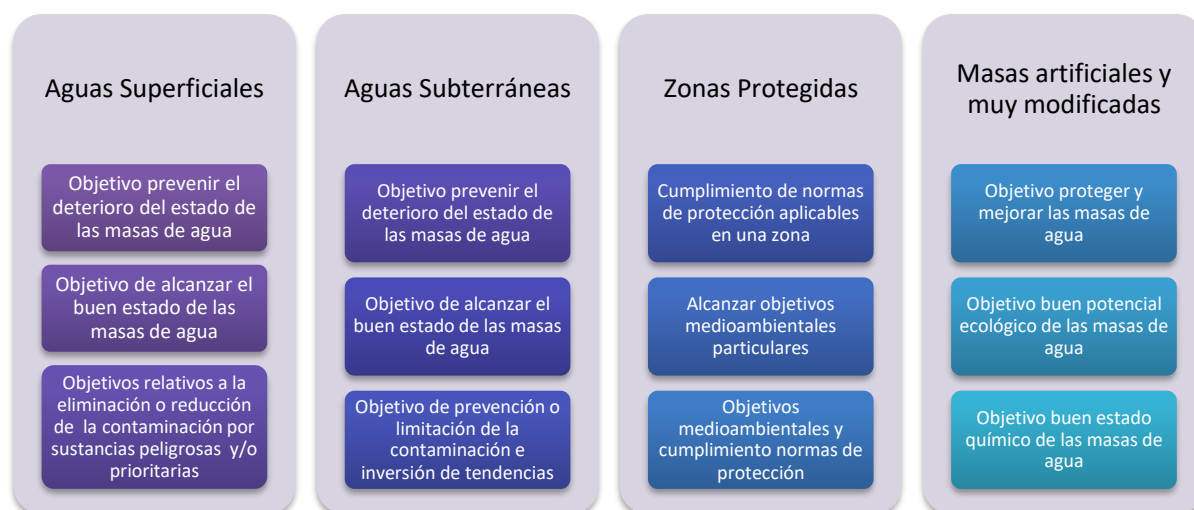 Aguas Superficiales
Objetivo prevenir el
deterioro del estado de
las masas de agua
Objetivo de alcanzar el
buen estado de las
masas de agua
Objetivos relativos a la
eliminación o reducción
de la contaminación por
sustancias peligrosas y/o
prioritarias
Aguas Subterráneas
Objetivo prevenir el
deterioro del estado de
las masas de agua
Objetivo de alcanzar el
buen estado de las masas
de agua
Objetivo de prevención o
limitación de la
contaminación e
inversión de tendencias
Zonas Protegidas
Cumplimiento de normas
de protección aplicables
en una zona
Alcanzar objetivos
medioambientales
particulares
Objetivos
medioambientales y
cumplimiento normas de
protección
Masas artificiales y
muy modificadas
Objetivo proteger y
mejorar las masas de
agua
Objetivo buen potencial
ecológico de las masas de
agua
Objetivo buen estado
químico de las masas de
agua